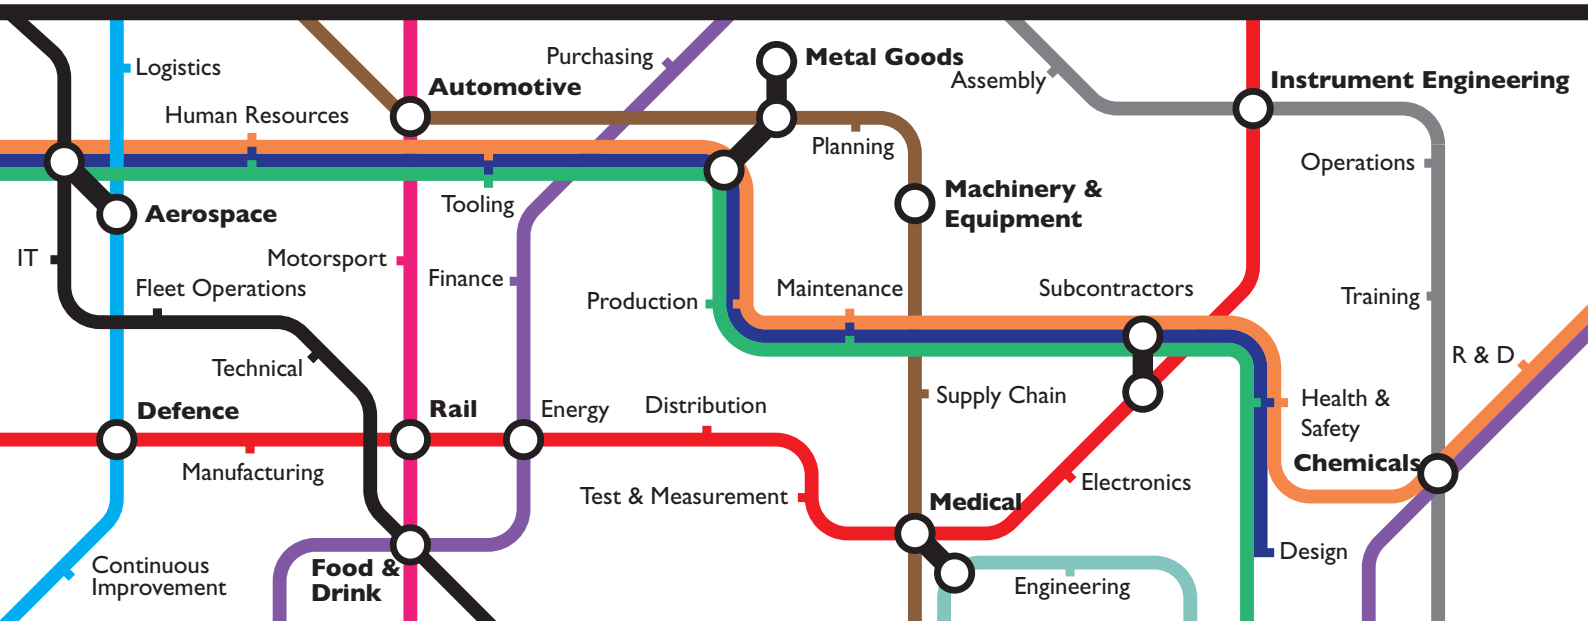 Purchasing
Metal Goods
Logistics
Assembly
Instrument Engineering
Automotive
Human Resources
Planning
Operations
Machinery &
Equipment
Tooling
Aerospace
IT
Motorsport
Finance
Fleet Operations
Production
Maintenance
Subcontractors
Training
Technical
R & D
Supply Chain
Health &
Safety
Defence
Rail
Energy
Distribution
Chemicals
Manufacturing
Test & Measurement
Electronics
Medical
Design
Continuous
Improvement
Food &
Drink
Engineering